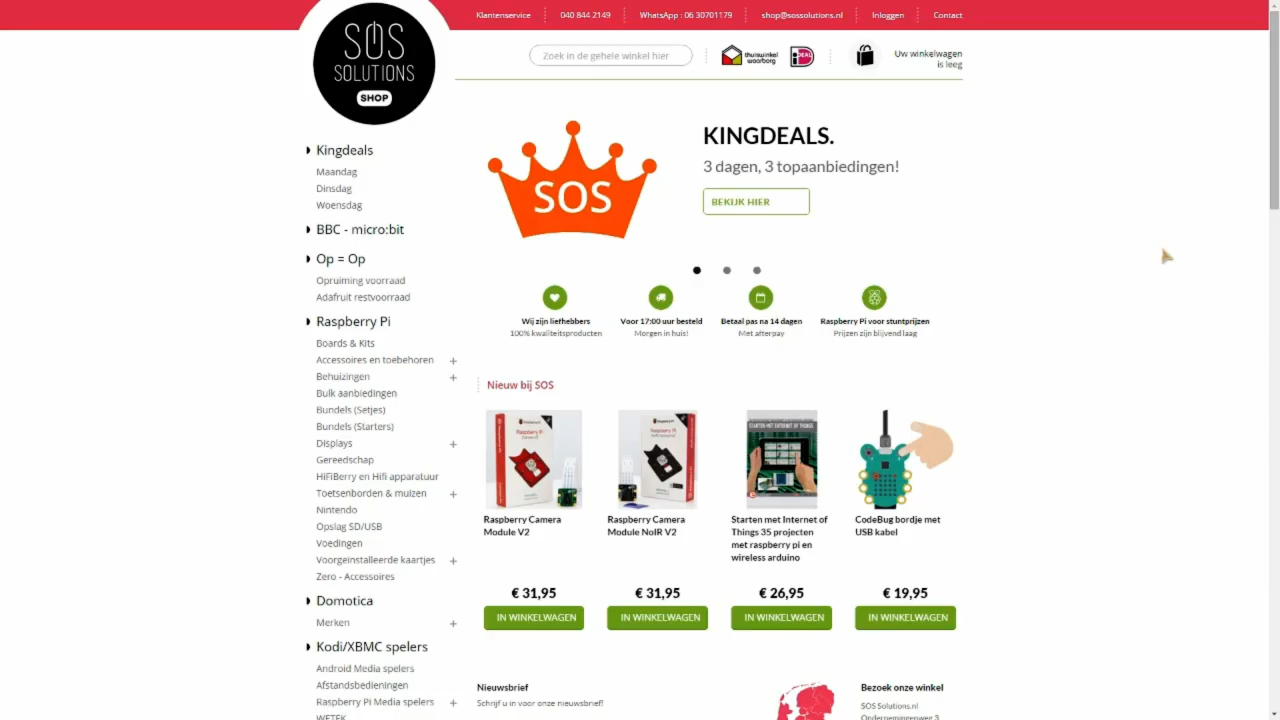 Klantenservice
040 844 2149
WhatsApp : 06 30701179
shop@sossolutions.nl
Inloggen
Contact
SOS
SOLUTIONS
SHOP
Zoek in de gehele winkel hier
thuiswinkel
waarborg
iDEAL
Uw winkelwagen
is leeg
Kingdeals
Maandag
Dinsdag
Woensdag
BBC - micro:bit
Op = Op
Opruiming voorraad
Adafruit restvoorraad
Raspberry Pi
Boards & Kits
Accessoires en toebehoren
Behuizingen
Bulk aanbiedingen
Bundels (Setjes)
Bundels (Starters)
Displays
Gereedschap
HiFiBerry en Hifi apparatuur
Toetsenborden & muizen
Nintendo
Opslag SD/USB
Voedingen
Voorgeïnstalleerde kaartjes
Zero - Accessoires
Domotica
Merken
Kodi/XBMC spelers
Android Media spelers
Afstandsbedieningen
Raspberry Pi Media spelers
WETEK
SOS
KINGDEALS.
3 dagen, 3 topaanbiedingen!
BEKIJK HIER
Wij zijn liefhebbers
100% kwaliteitsproducten
Voor 17:00 uur besteld
Morgen in huis!
Betaal pas na 14 dagen
Met afterpay
Raspberry Pi voor stuntprijzen
Prijzen zijn blijvend laag
Nieuw bij SOS
Raspberry Camera
Module V2
€ 31,95
IN WINKELWAGEN
Raspberry Camera
Module NoIR V2
€ 31,95
IN WINKELWAGEN
STARTEN MET INTERNET OF
THINGS
Starten met Internet of
Things 35 projecten
met raspberry pi en
wireless arduino
€ 26,95
IN WINKELWAGEN
CodeBug bordje met
USB kabel
€ 19,95
IN WINKELWAGEN
Nieuwsbrief
Schrijf u in voor onze nieuwsbrief!
Bezoek onze winkel
SOS Solutions.nl
Ondernemingenweg 3